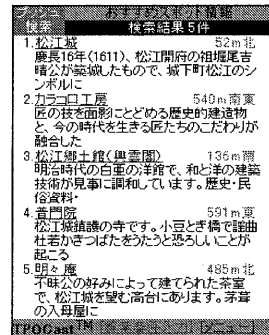 プッシュ
検索
検索結果 5件
1.松江城 52m北
慶長16年(1611)、松江開府の祖堀尾吉
晴公が築城したもので、城下町松江のシ
ンボルに
2.カラコロ工房 540m南東
匠の技を面影にとどめる歴史的建造物
と、今の時代を生きる匠たちのこだわりが
融合した
3.松江郷土館(興雲閣) 136m南
明治時代の白亜の洋館で、和と洋の建築
技術が見事に調和しています。歴史・民
俗資料・
4.普門院 591m東
松江城鎮護の寺です。小豆とぎ橋で謡曲
杜若かきつばたをうたうと恐ろしいことが
起こる
5.明々庵 485m北
不昧公の好みによって建てられた茶室
で、松江城を望む高台にあります。茅葺
の入母屋に
TPOCast™